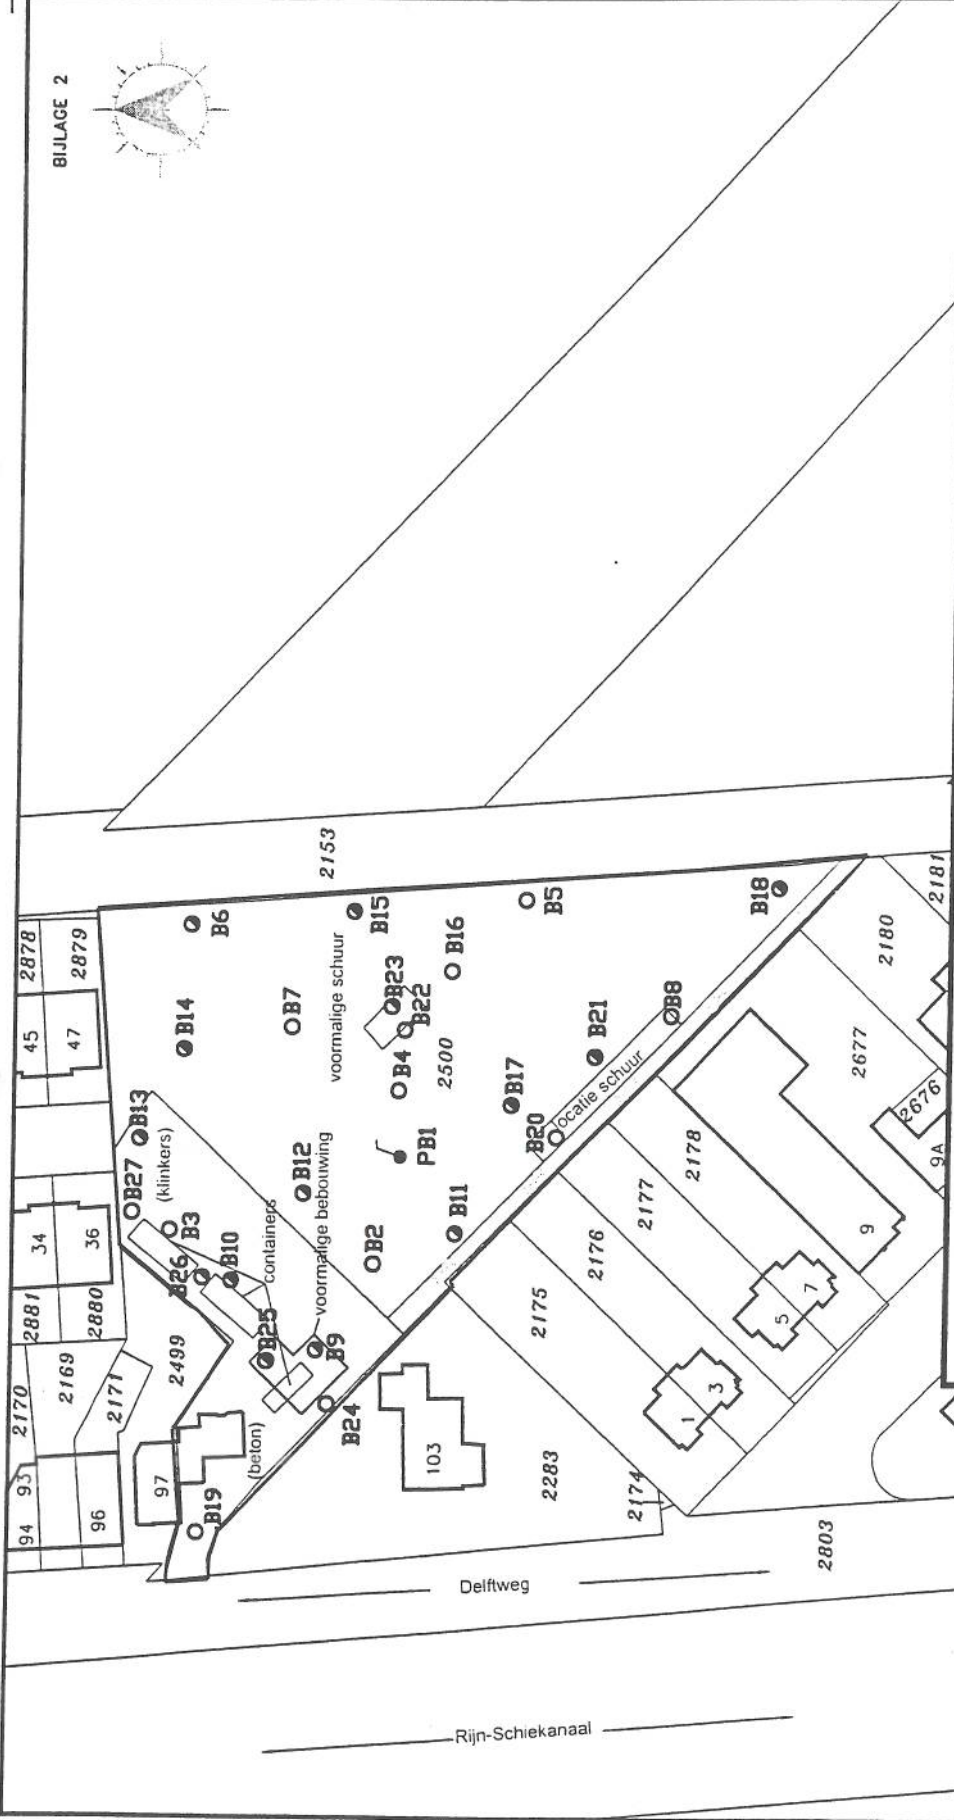 BIJLAGE 2
2153
2878
2879
45
47
B6
B15
B5
B18
2181
2180
B14
B7
voormalige schuur
B23
B22
B16
B4
2500
B21
B8
2677
2676
9A
B13
B27
(klinkers)
B12
PB1
B17
B20
locatie schuur
2178
2177
2176
2175
9
34
36
2881
2880
B3
B26
B10
containers
voormalige bebouwing
B2
B11
B25
B9
B24
2170
2169
2171
2499
93
94
96
97
(beton)
B19
103
2283
2174
1
3
5
7
2803
Delftweg
Rijn-Schiekanaal